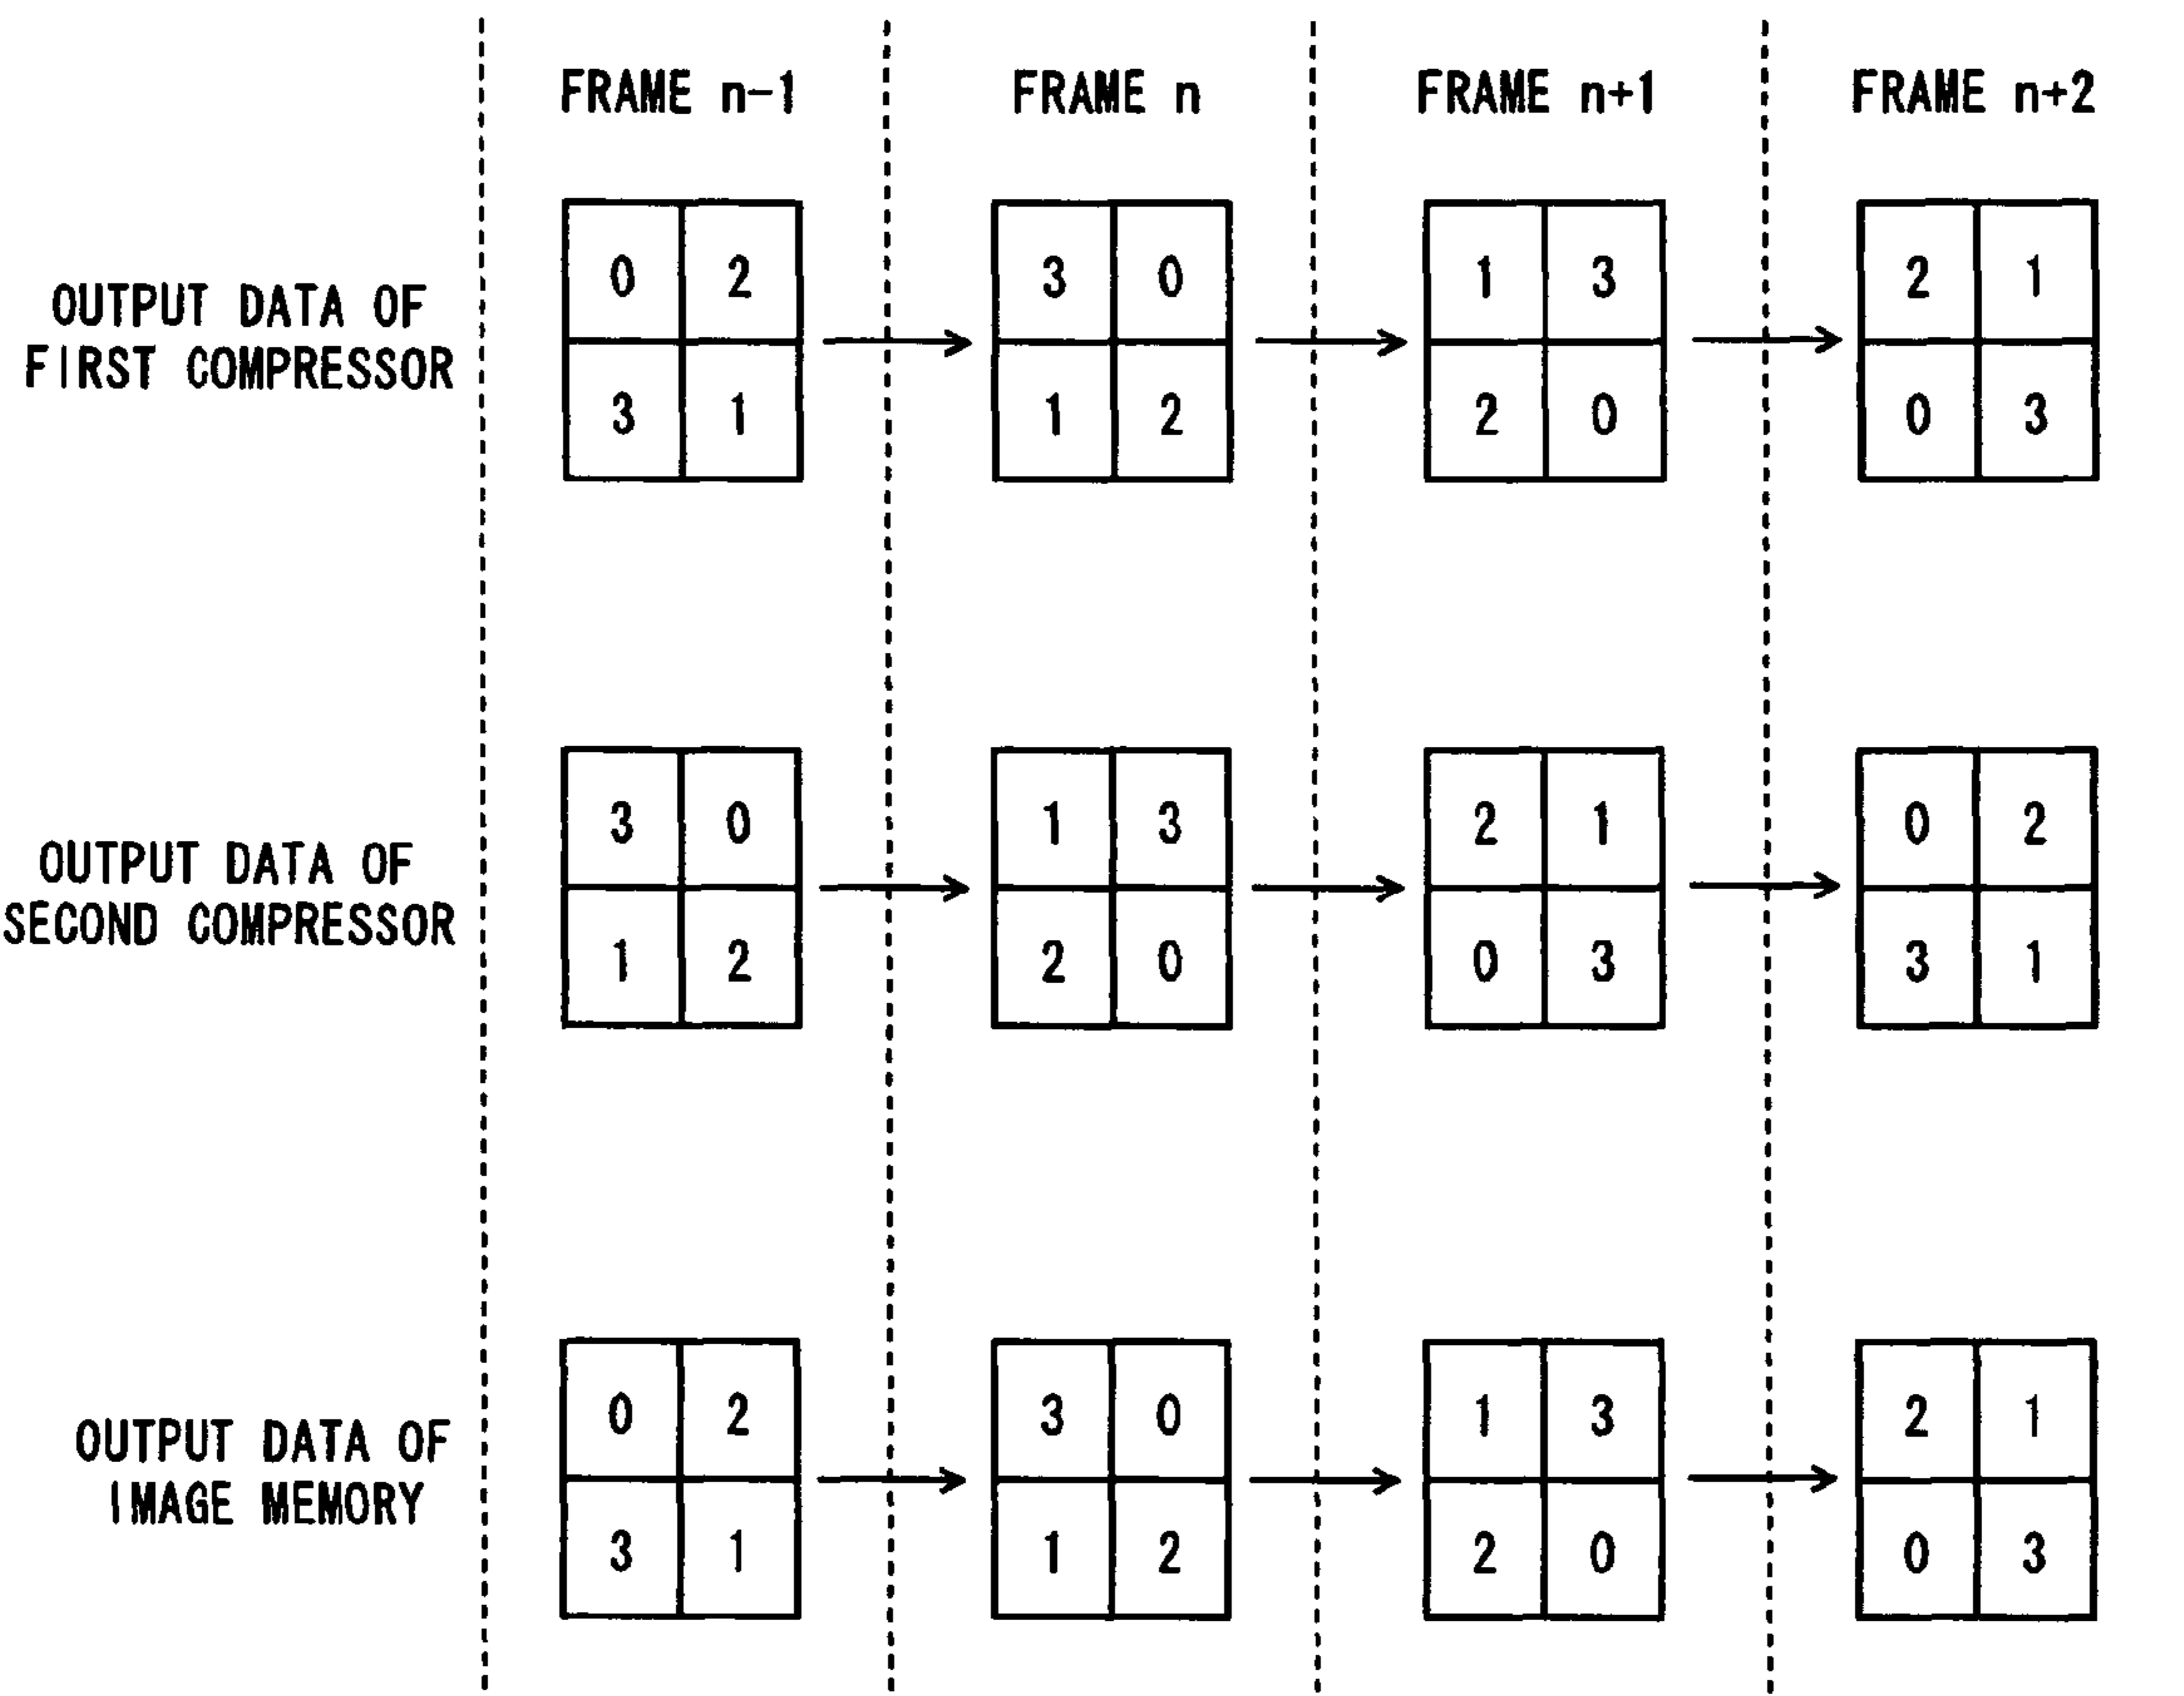 FRAME n-1 FRAME n FRAME n+1 FRAME n+2
0 2 3 0 1 3 2 1
OUTPUT DATA OF
FIRST COMPRESSOR
3 1 1 2 2 0 0 3
3 0 1 3 2 1 0 2
OUTPUT DATA OF
SECOND COMPRESSOR
1 2 2 0 0 3 3 1
0 2 3 0 1 3 2 1
OUTPUT DATA OF
IMAGE MEMORY
3 1 1 2 2 0 0 3